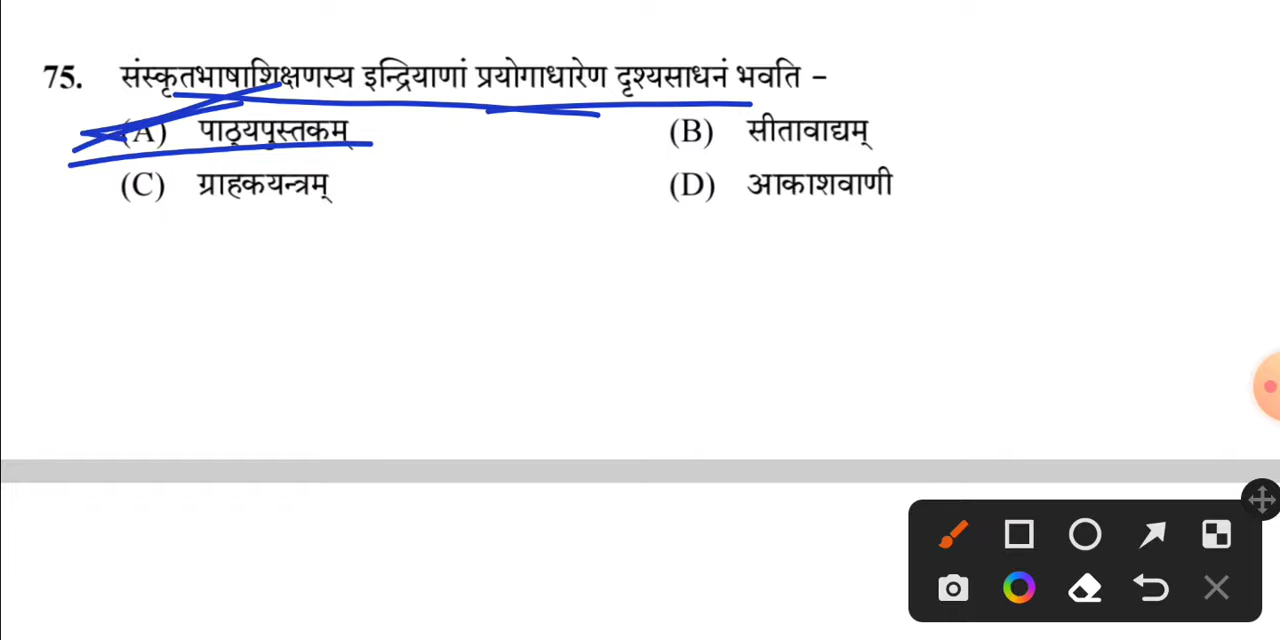 75. संस्कृतभाषाशिक्षणस्य इन्द्रियाणां प्रयोगाधारेण दृश्यसाधनं भवति –
(A) पाठ्यपुस्तकम् (B) सीतावाद्यम्
(C) ग्राहकयन्त्रम् (D) आकाशवाणी